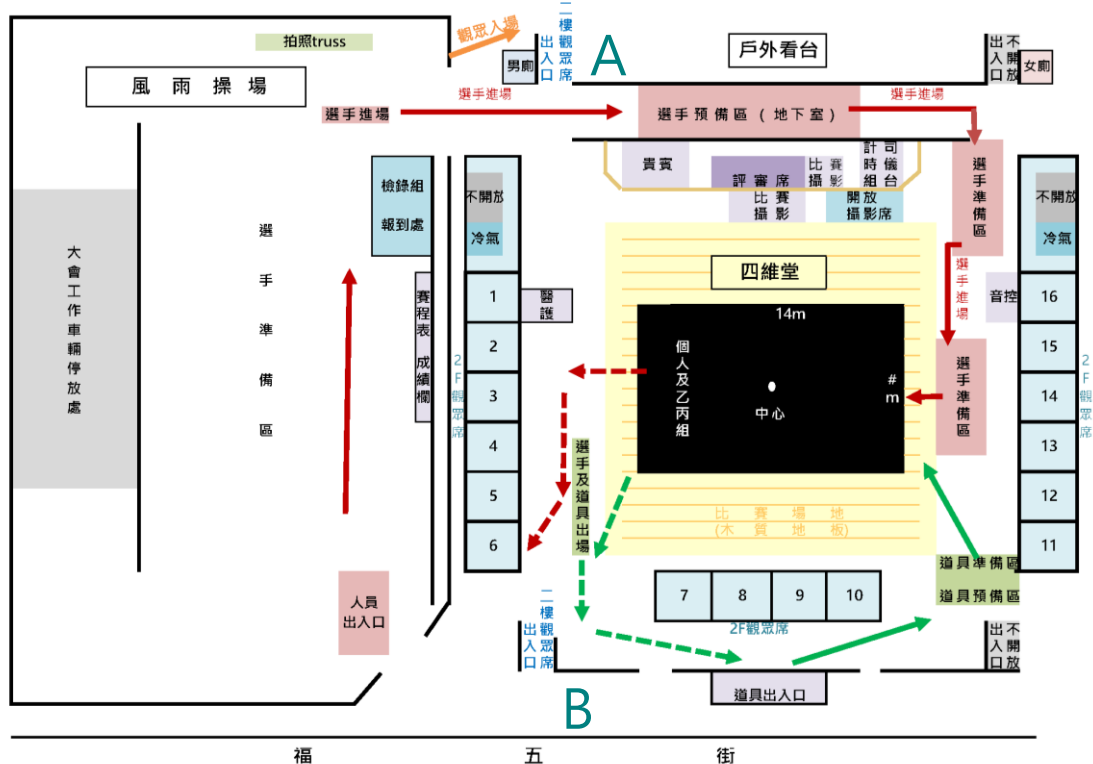 拍照truss
觀眾入場
二樓觀眾席
出入口
A
戶外看台
不開放
出入口
男廁
女廁
風雨操場
選手進場
選手進場
選手預備區(地下室)
選手進場
貴賓
評審席
比賽
攝影
比賽
攝影
司儀台
計時組
開放
攝影席
選手準備區
檢錄組
報到處
不開放
冷氣
不開放
冷氣
大會工作車輛停放處
選手準備區
賽程表 成績欄
2F觀眾席
1
2
3
4
5
6
醫護
四維堂
14m
個人及乙丙組
中心
#m
選手進場
音控
選手準備區
16
15
14
13
12
11
2F觀眾席
選手及道具出場
比賽場地
(木質地板)
道具準備區
道具預備區
7
8
9
10
2F觀眾席
人員
出入口
二樓觀眾席
出入口
不開放
出入口
B
道具出入口
福五街